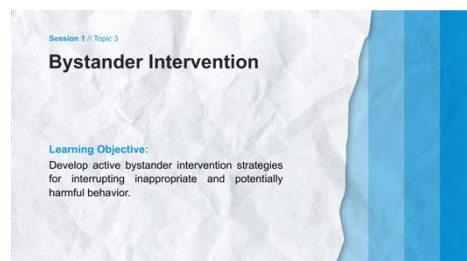 Session 1 // Topic 3
Bystander Intervention
Learning Objective:
Develop active bystander intervention strategies
for interrupting inappropriate and potentially
harmful behavior.